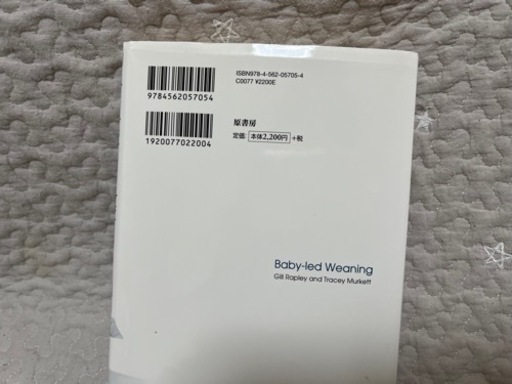 ISBN978-4-562-05705-4
C0077 ¥2200E
9784562057054
原書房
定価 本体2,200円 +税
1920077022004
Baby-led Weaning
Gill Rapley and Tracey Murkett